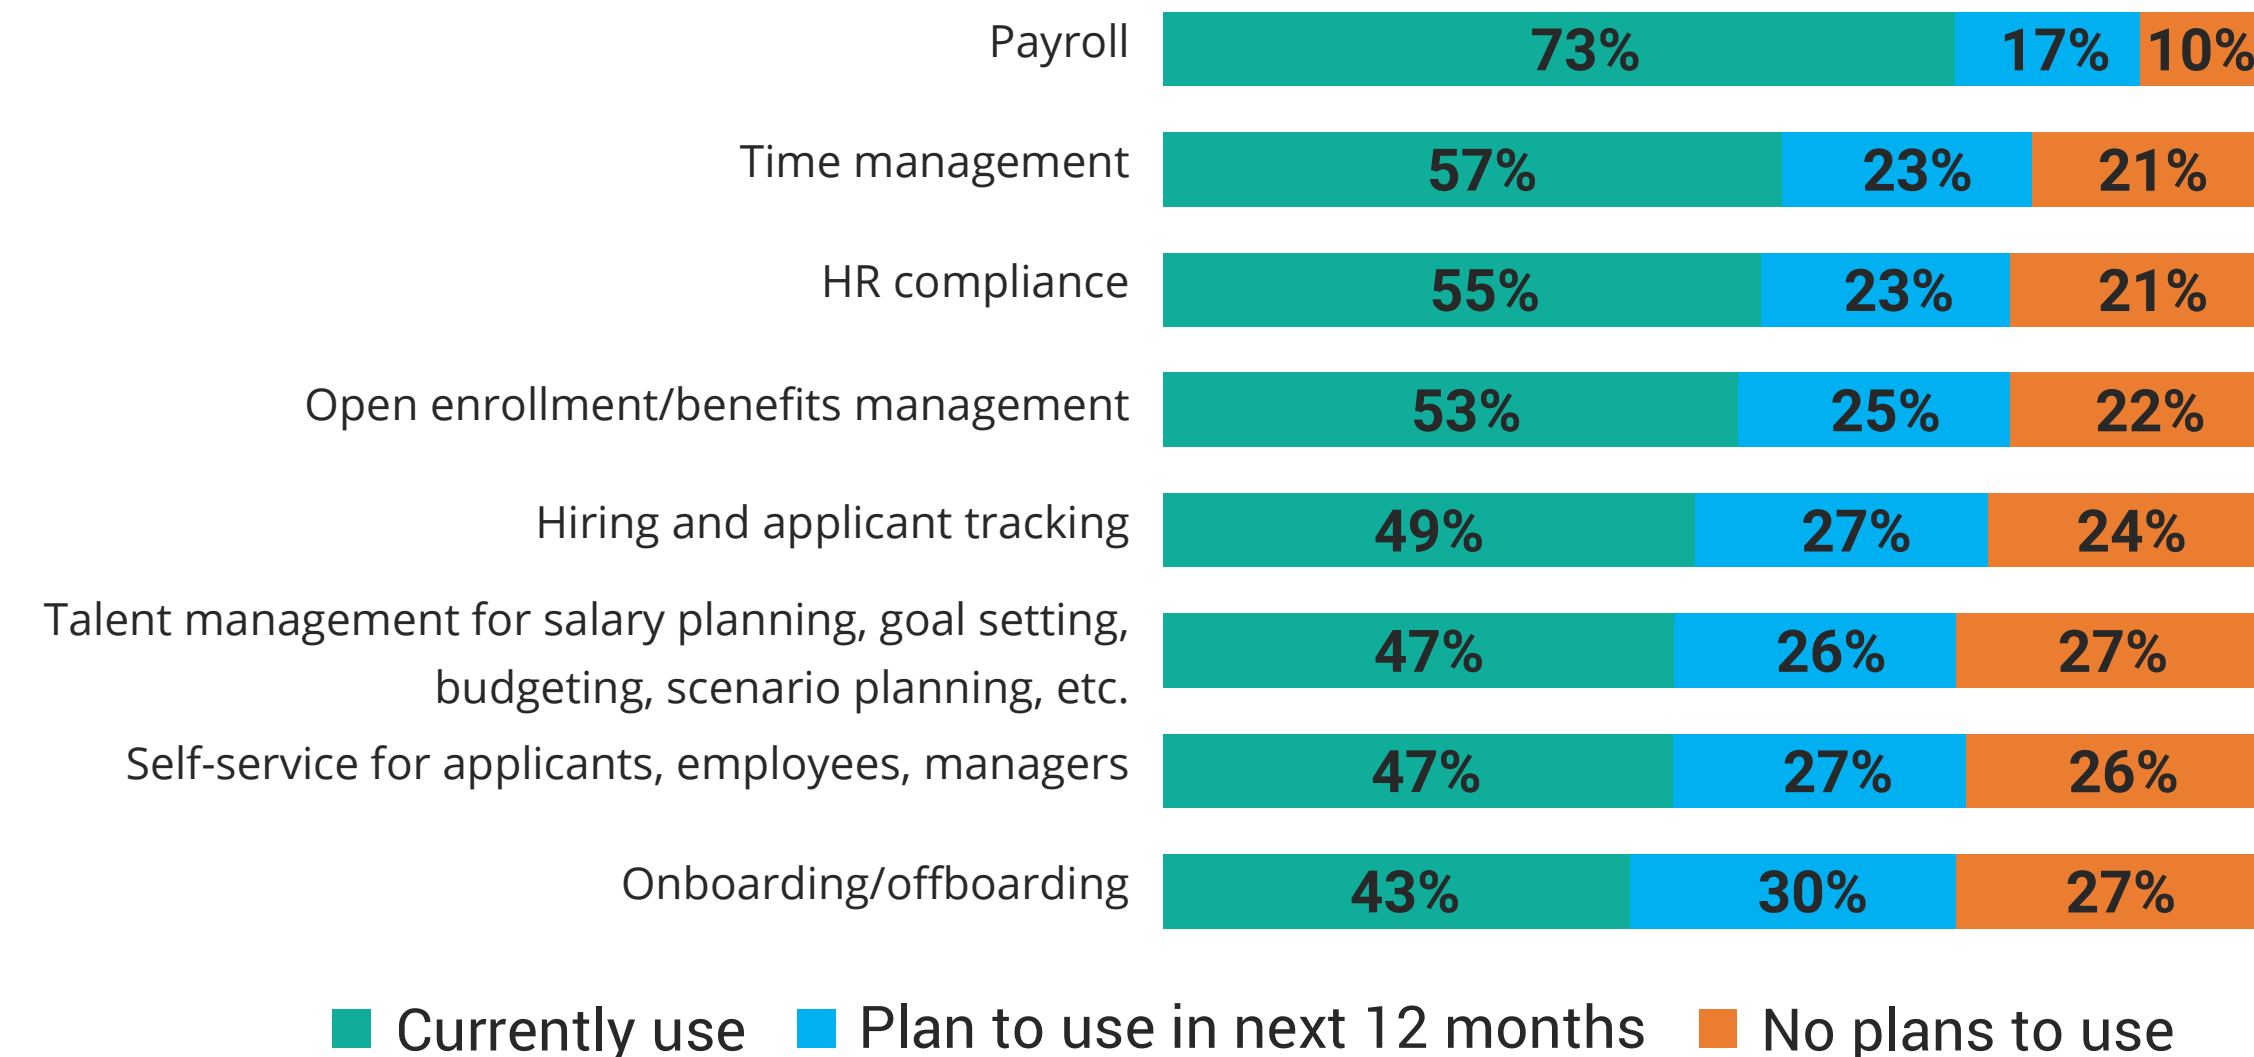 Payroll 73% 17% 10%
Time management 57% 23% 21%
HR compliance 55% 23% 21%
Open enrollment/benefits management 53% 25% 22%
Hiring and applicant tracking 49% 27% 24%
Talent management for salary planning, goal setting,
budgeting, scenario planning, etc. 47% 26% 27%
Self-service for applicants, employees, managers 47% 27% 26%
Onboarding/offboarding 43% 30% 27%
Currently use Plan to use in next 12 months No plans to use